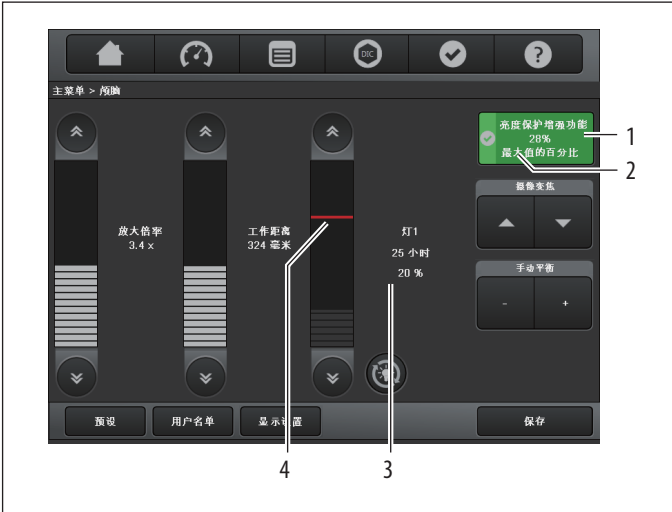 DIC
?
主菜单 > 颅脑
亮度保护增强功能
28%
最大值的百分比
1
2
摄像变焦
放大倍率
3.4 x
工作距离
324 毫米
灯1
25 小时
20 %
手动平衡
- +
预设
用户名单
显示设置
保存
4
3